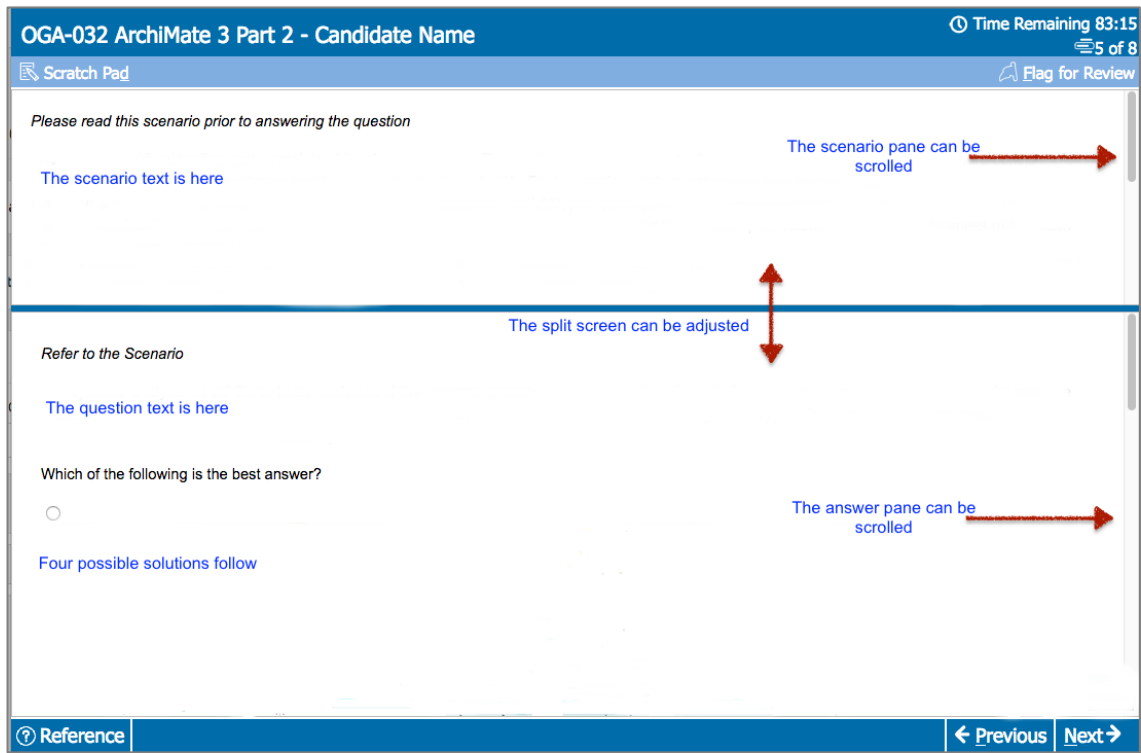 OGA-032 ArchiMate 3 Part 2 - Candidate Name
Time Remaining 83:15
5 of 8
Scratch Pad
Flag for Review
Please read this scenario prior to answering the question
The scenario pane can be
scrolled
The scenario text is here
The split screen can be adjusted
Refer to the Scenario
The question text is here
Which of the following is the best answer?
The answer pane can be
scrolled
Four possible solutions follow
? Reference
Previous
Next